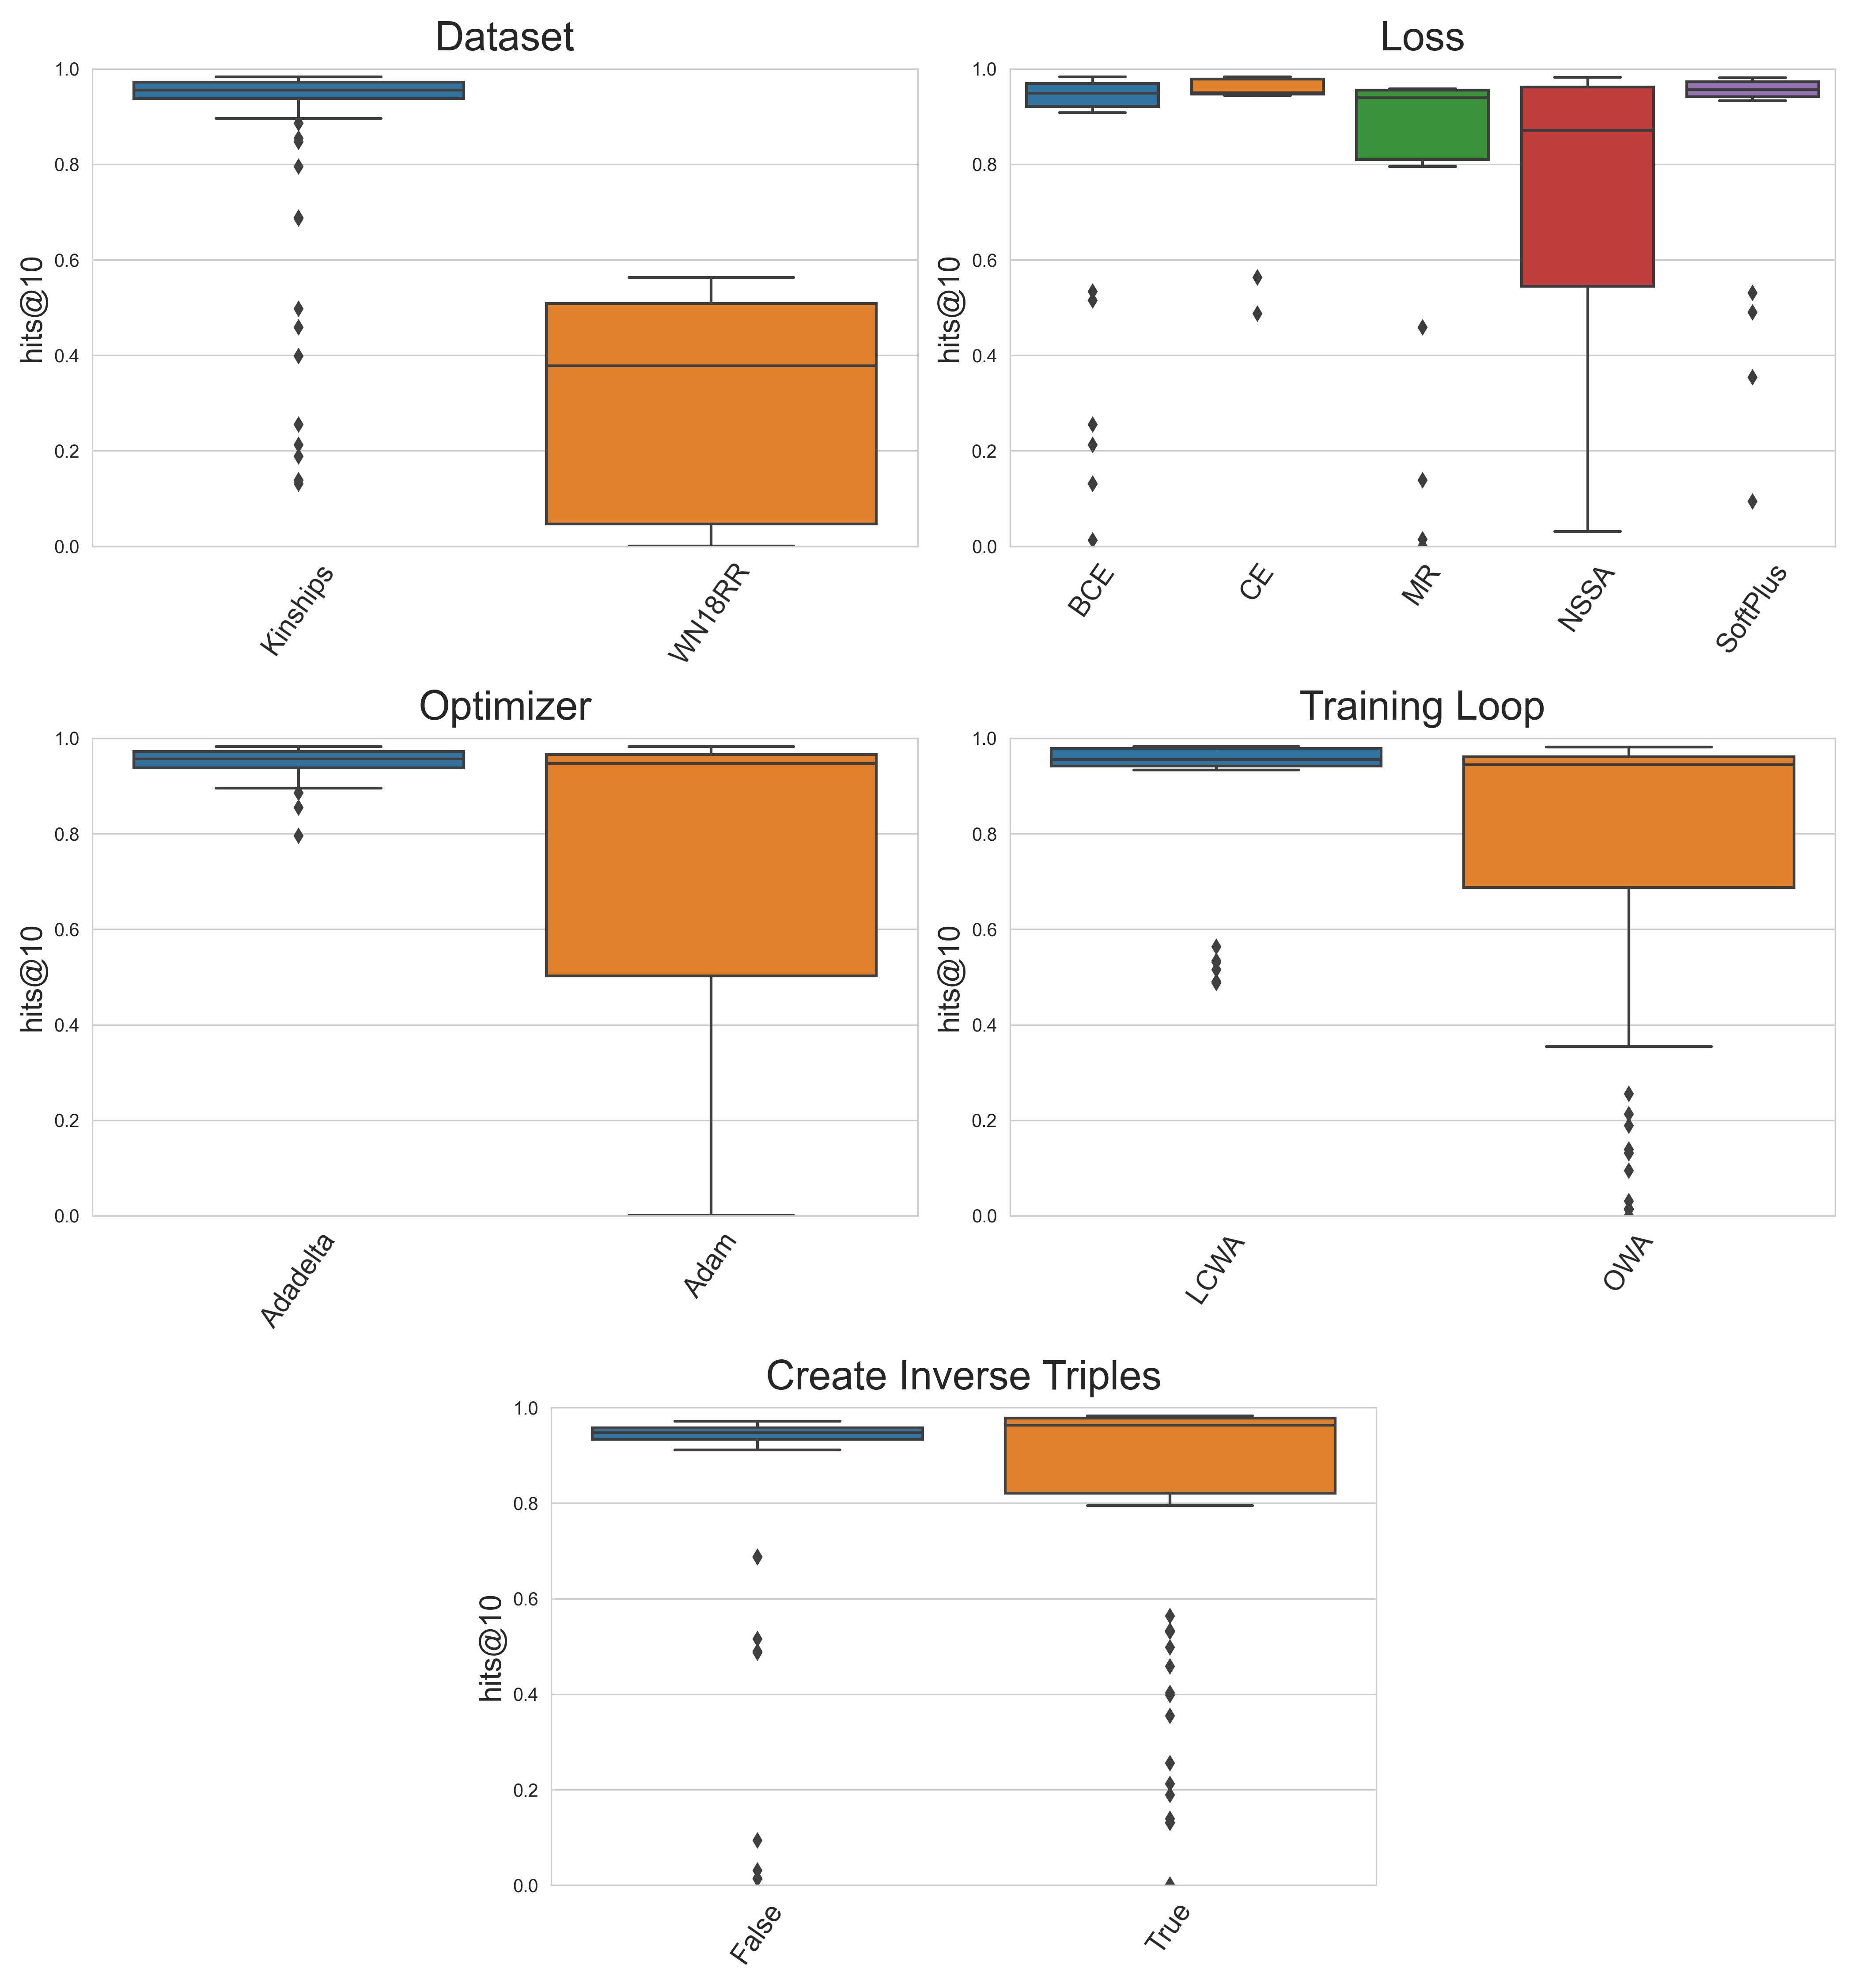 Dataset
1.0
0.8
0.6
0.4
0.2
0.0
hits@10
Kinships
WN18RR
Loss
1.0
0.8
0.6
0.4
0.2
0.0
hits@10
BCE
CE
MR
NSSA
SoftPlus
Optimizer
1.0
0.8
0.6
0.4
0.2
0.0
hits@10
Adadelta
Adam
Training Loop
1.0
0.8
0.6
0.4
0.2
0.0
hits@10
LCWA
OWA
Create Inverse Triples
1.0
0.8
0.6
0.4
0.2
0.0
hits@10
False
True